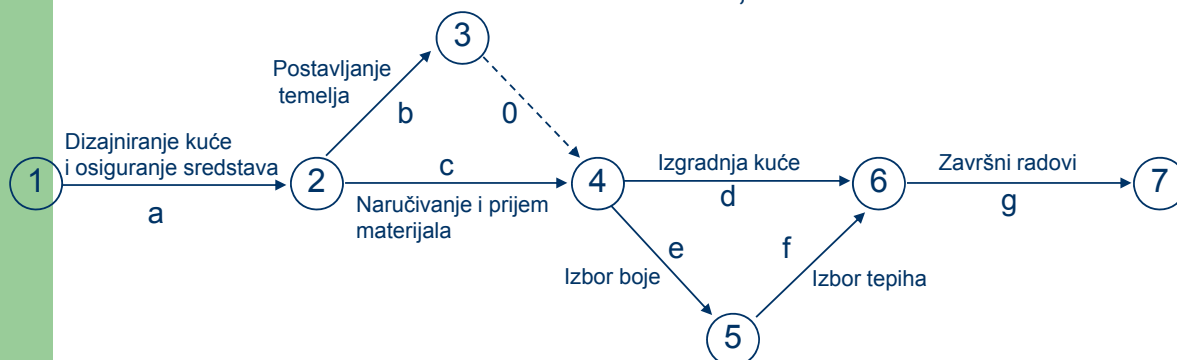 3
Postavljanje
temelja
b
0
Dizajniranje kuće
i osiguranje sredstava
1
a
2
c
Naručivanje i prijem
materijala
4
Izgradnja kuće
d
6
Završni radovi
g
7
e
Izbor boje
f
Izbor tepiha
5